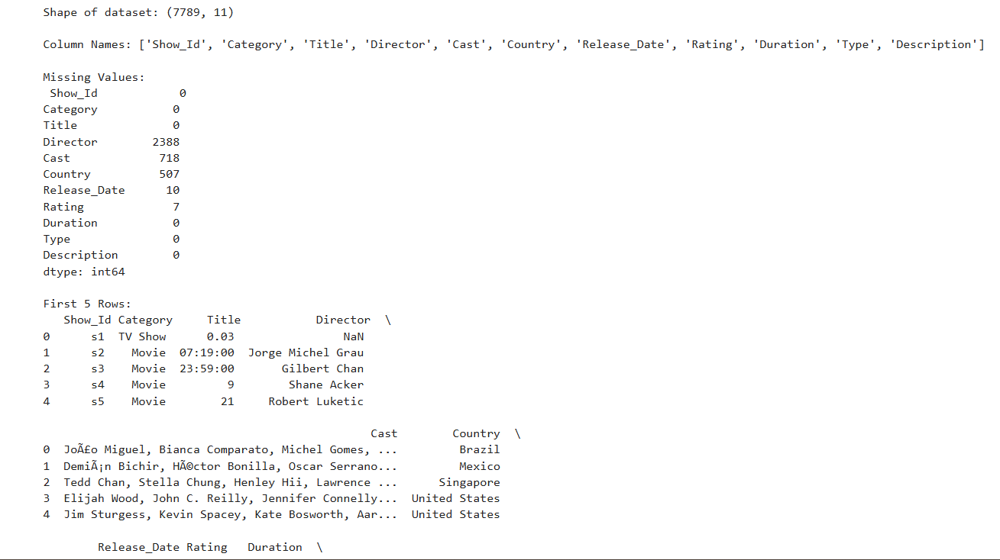 Shape of dataset: (7789, 11)
Column Names: ['Show_Id', 'Category', 'Title', 'Director', 'Cast', 'Country', 'Release_Date', 'Rating', 'Duration', 'Type', 'Description']
Missing Values:
Show_Id 0
Category 0
Title 0
Director 2388
Cast 718
Country 507
Release_Date 10
Rating 7
Duration 0
Type 0
Description 0
dtype: int64
First 5 Rows:
Show_Id Category Title Director \
0 s1 TV Show 0.03 NaN
1 s2 Movie 07:19:00 Jorge Michel Grau
2 s3 Movie 23:59:00 Gilbert Chan
3 s4 Movie 9 Shane Acker
4 s5 Movie 21 Robert Luketic
Cast Country \
0 JoÃ£o Miguel, Bianca Comparato, Michel Gomes, ... Brazil
1 DemiÃ¡n Bichir, HÃ©ctor Bonilla, Oscar Serrano... Mexico
2 Tedd Chan, Stella Chung, Henley Hii, Lawrence ... Singapore
3 Elijah Wood, John C. Reilly, Jennifer Connelly... United States
4 Jim Sturgess, Kevin Spacey, Kate Bosworth, Aar... United States
Release_Date Rating Duration \